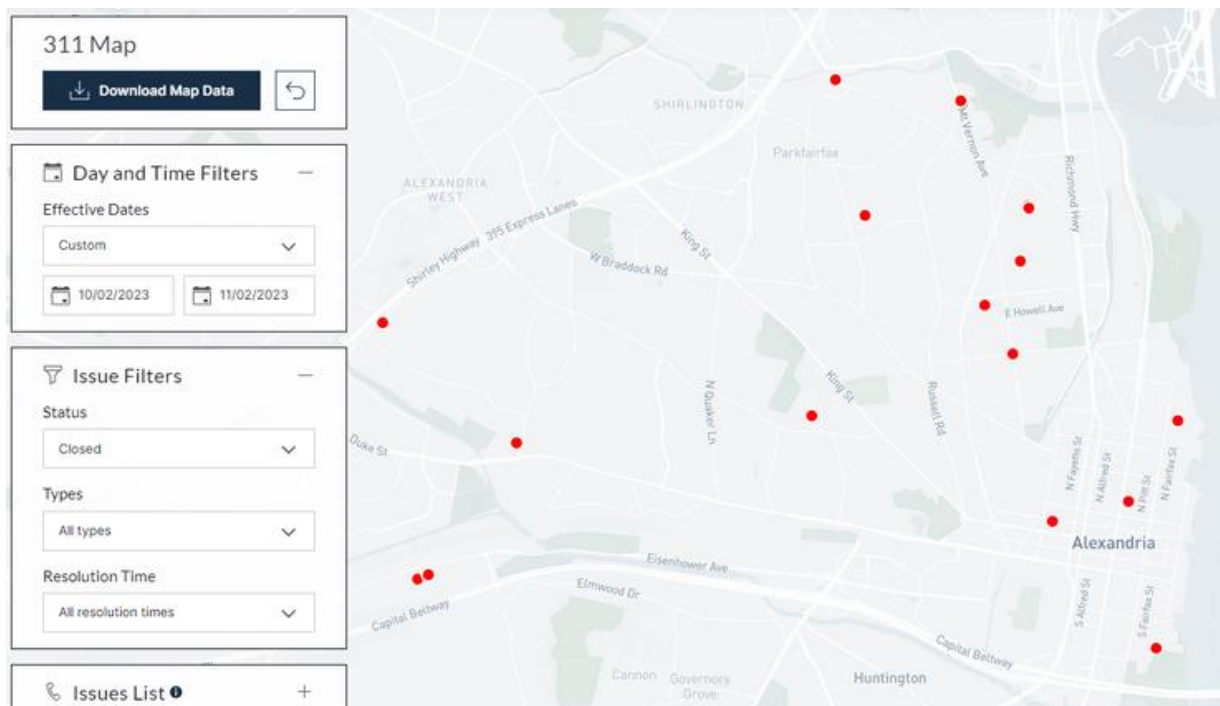 311 Map
Download Map Data
Day and Time Filters
Effective Dates
Custom
10/02/2023
11/02/2023
Issue Filters
Status
Closed
Types
All types
Resolution Time
All resolution times
Issues List
SHIRLINGTON
Parkfairfax
Mt Vernon Ave
Richmond Hwy
ALEXANDRIA
WEST
Shirley Highway
395 Express Lanes
King St
W Braddock Rd
E Howell Ave
King St
N Quaker Ln
Russell Rd
Duke St
N Fayette St
N Alfred St
N Pitt St
N Fairfax St
Alexandria
Eisenhower Ave
Elmwood Dr
Capital Beltway
S Alfred St
S Fairfax St
Capital Beltway
Cannon
Governors
Grove
Huntington